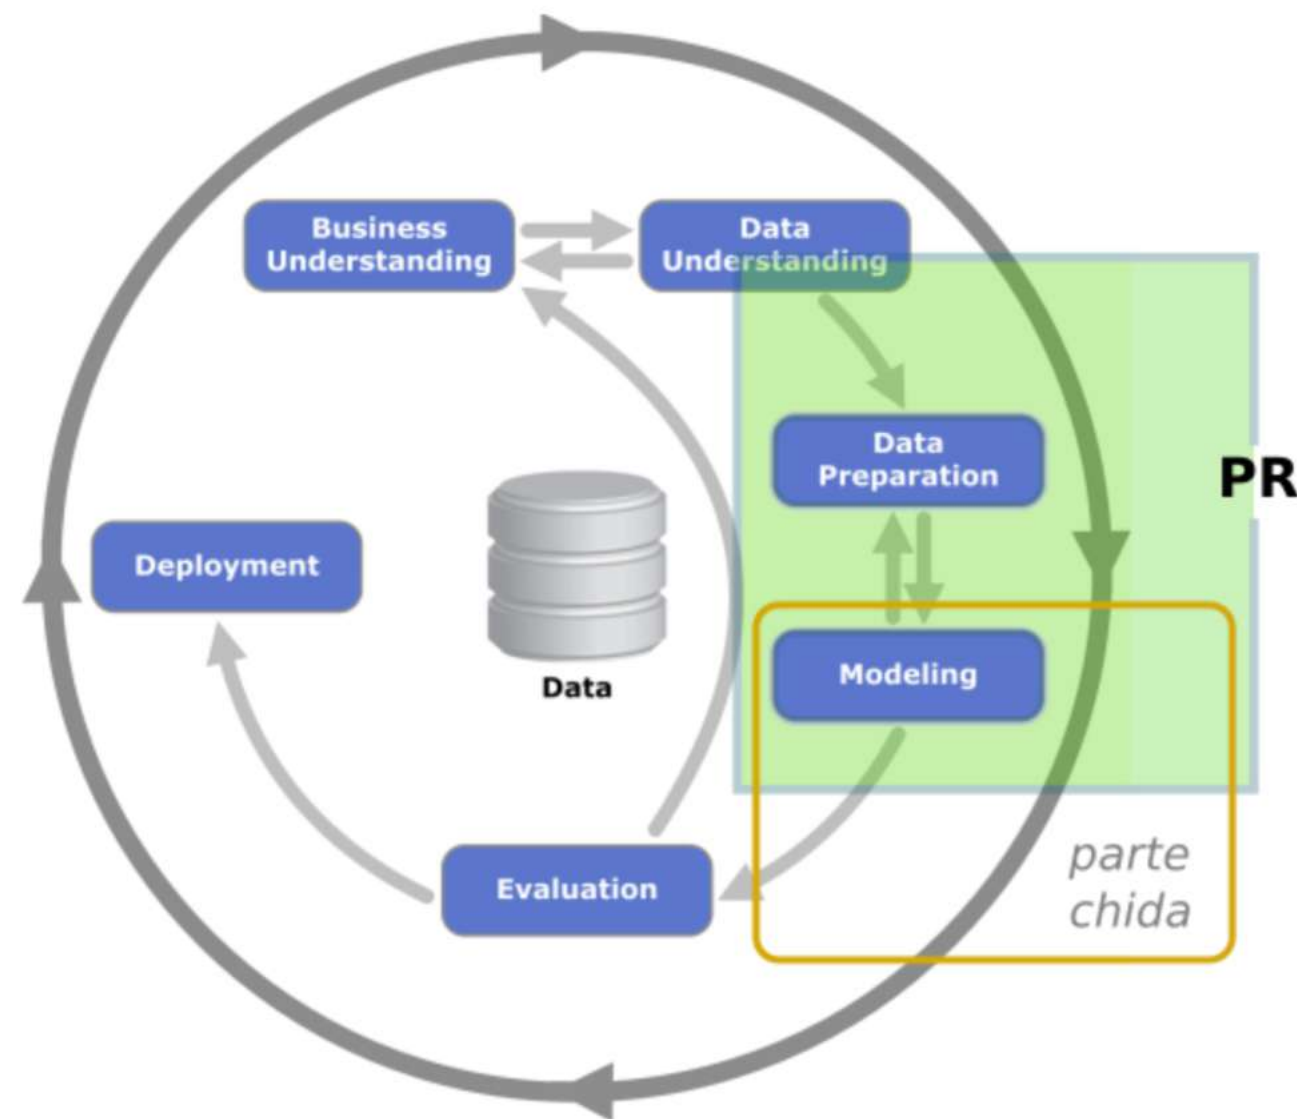 Business
Understanding
Data
Understanding
Data
Preparation
PR
Deployment
Modeling
Data
parte
chida
Evaluation